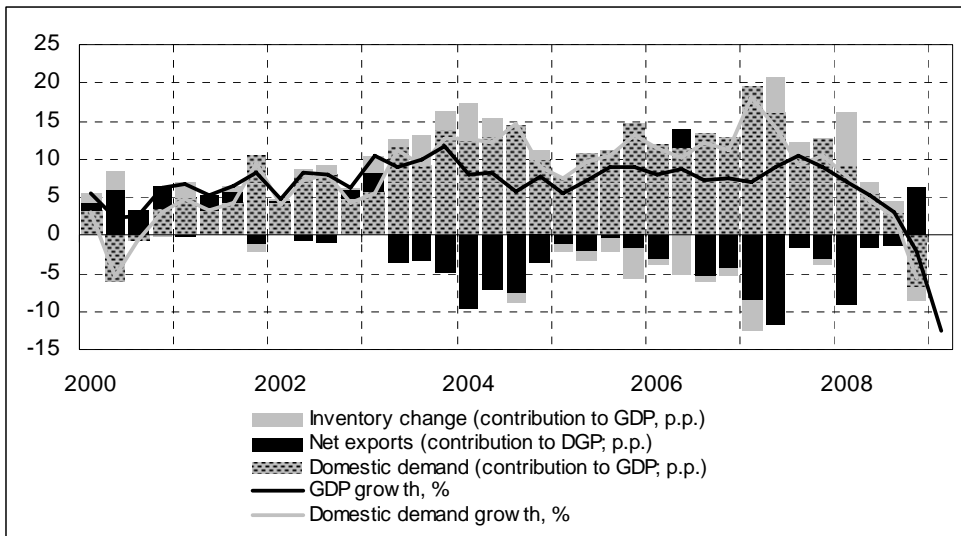 25
20
15
10
5
0
-5
-10
-15
2000 2002 2004 2006 2008
Inventory change (contribution to GDP, p.p.)
Net exports (contribution to DGP; p.p.)
Domestic demand (contribution to GDP; p.p.)
GDP growth, %
Domestic demand growth, %